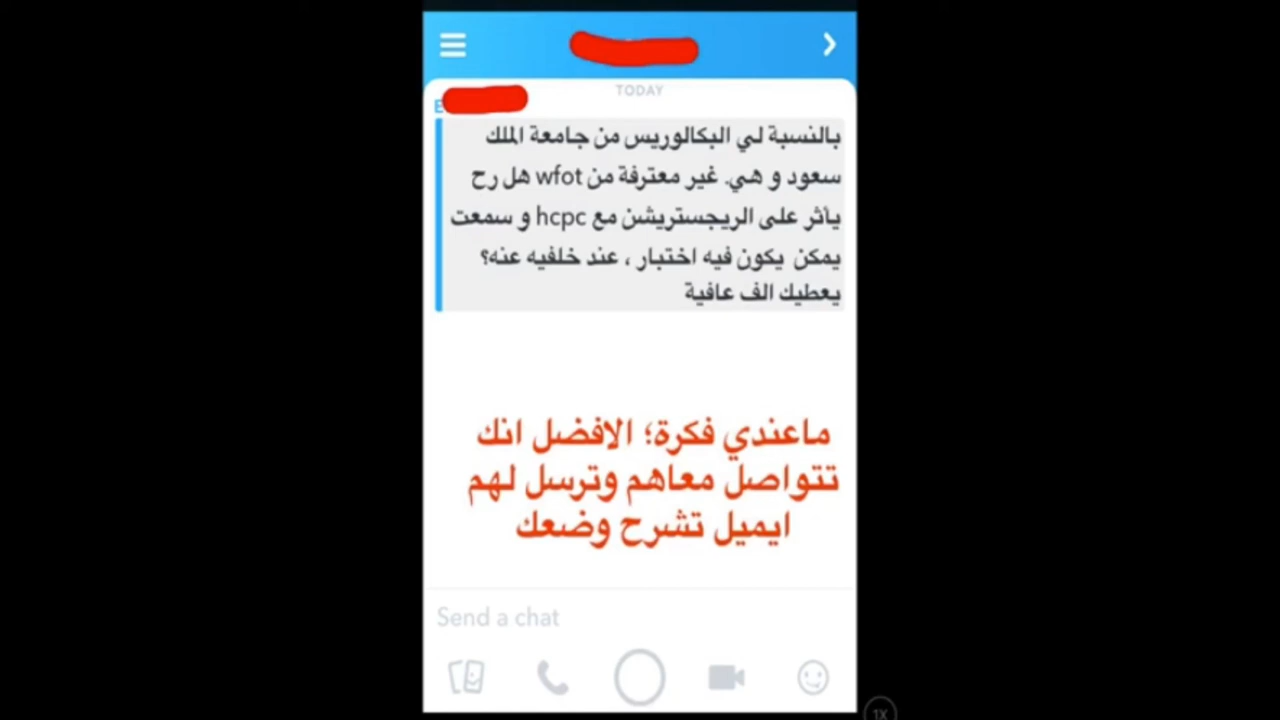 TODAY
E
بالنسبة لي البكالوريس من جامعة الملك
سعود و هي. غير معترفة من wfot هل رح
يأثر على الريجستريشن مع hcpc و سمعت
يمكن يكون فيه اختبار ، عند خلفيه عنه؟
يعطيك الف عافية
ماعندي فكرة؛ الافضل انك
تتواصل معاهم وترسل لهم
ايميل تشرح وضعك
Send a chat
1X